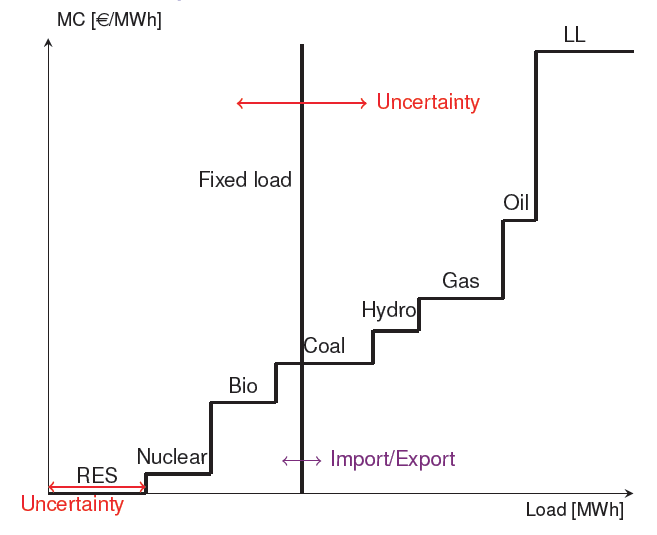 MC [€/MWh]
LL
Uncertainty
Fixed load
Oil
Gas
Hydro
Coal
Bio
Nuclear
Import/Export
RES
Uncertainty
Load [MWh]